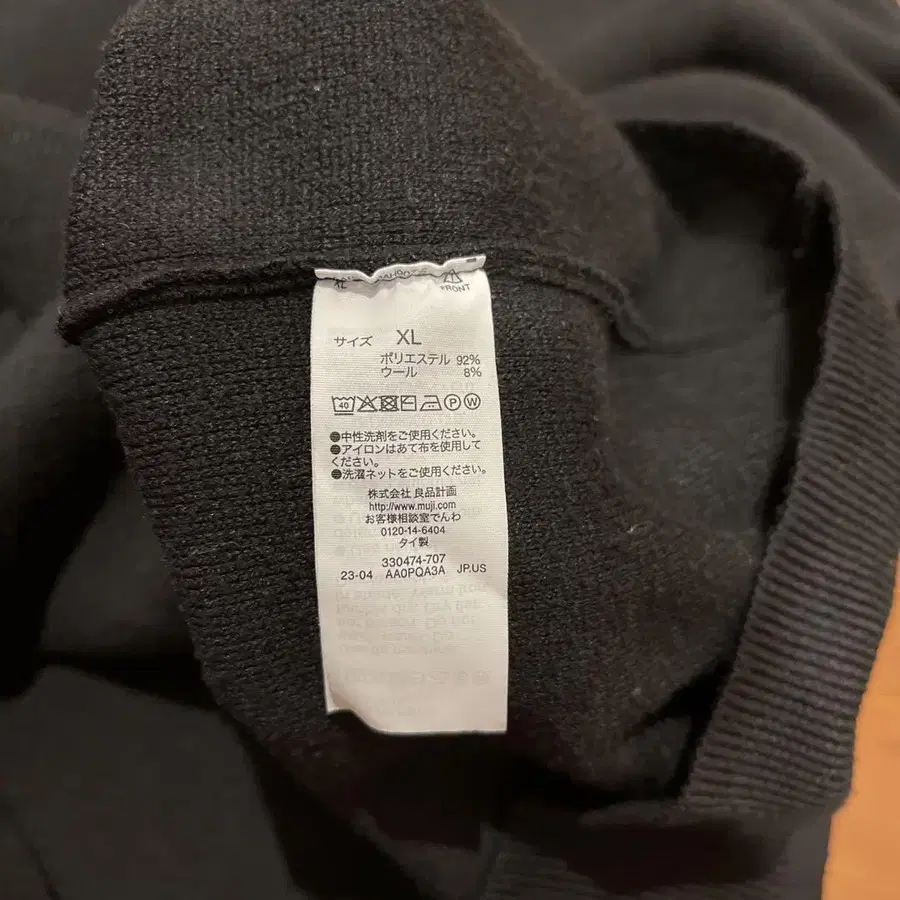 XL
FRONT
サイズ XL
ポリエステル 92%
ウール 8%
40 P W
●中性洗剤をご使用ください。
●アイロンはあて布を使用して
ください。
●洗濯ネットをご使用ください。
株式会社 良品計画
http://www.muji.com
お客様相談室でんわ
0120-14-6404
タイ製
330474-707
23-04 AA0PQA3A JP.US